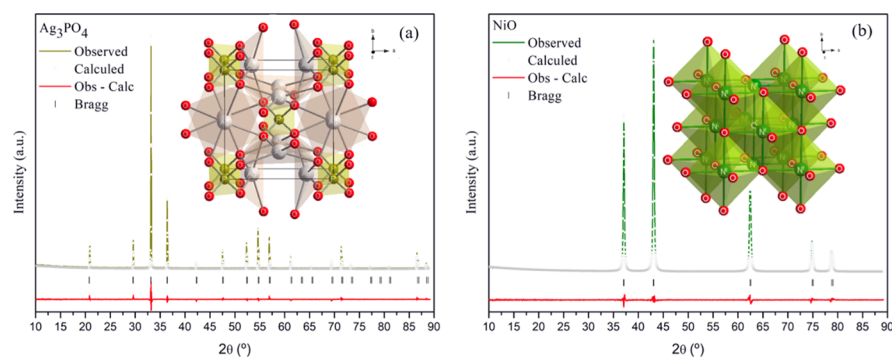 Ag3PO4
Observed
Calculed
Obs - Calc
Bragg
(a)
b
a
c
Intensity (a.u.)
10 15 20 25 30 35 40 45 50 55 60 65 70 75 80 85 90
2θ (º)
NiO
Observed
Calculed
Obs - Calc
Bragg
(b)
Intensity (a.u.)
10 15 20 25 30 35 40 45 50 55 60 65 70 75 80 85 90
2θ (º)